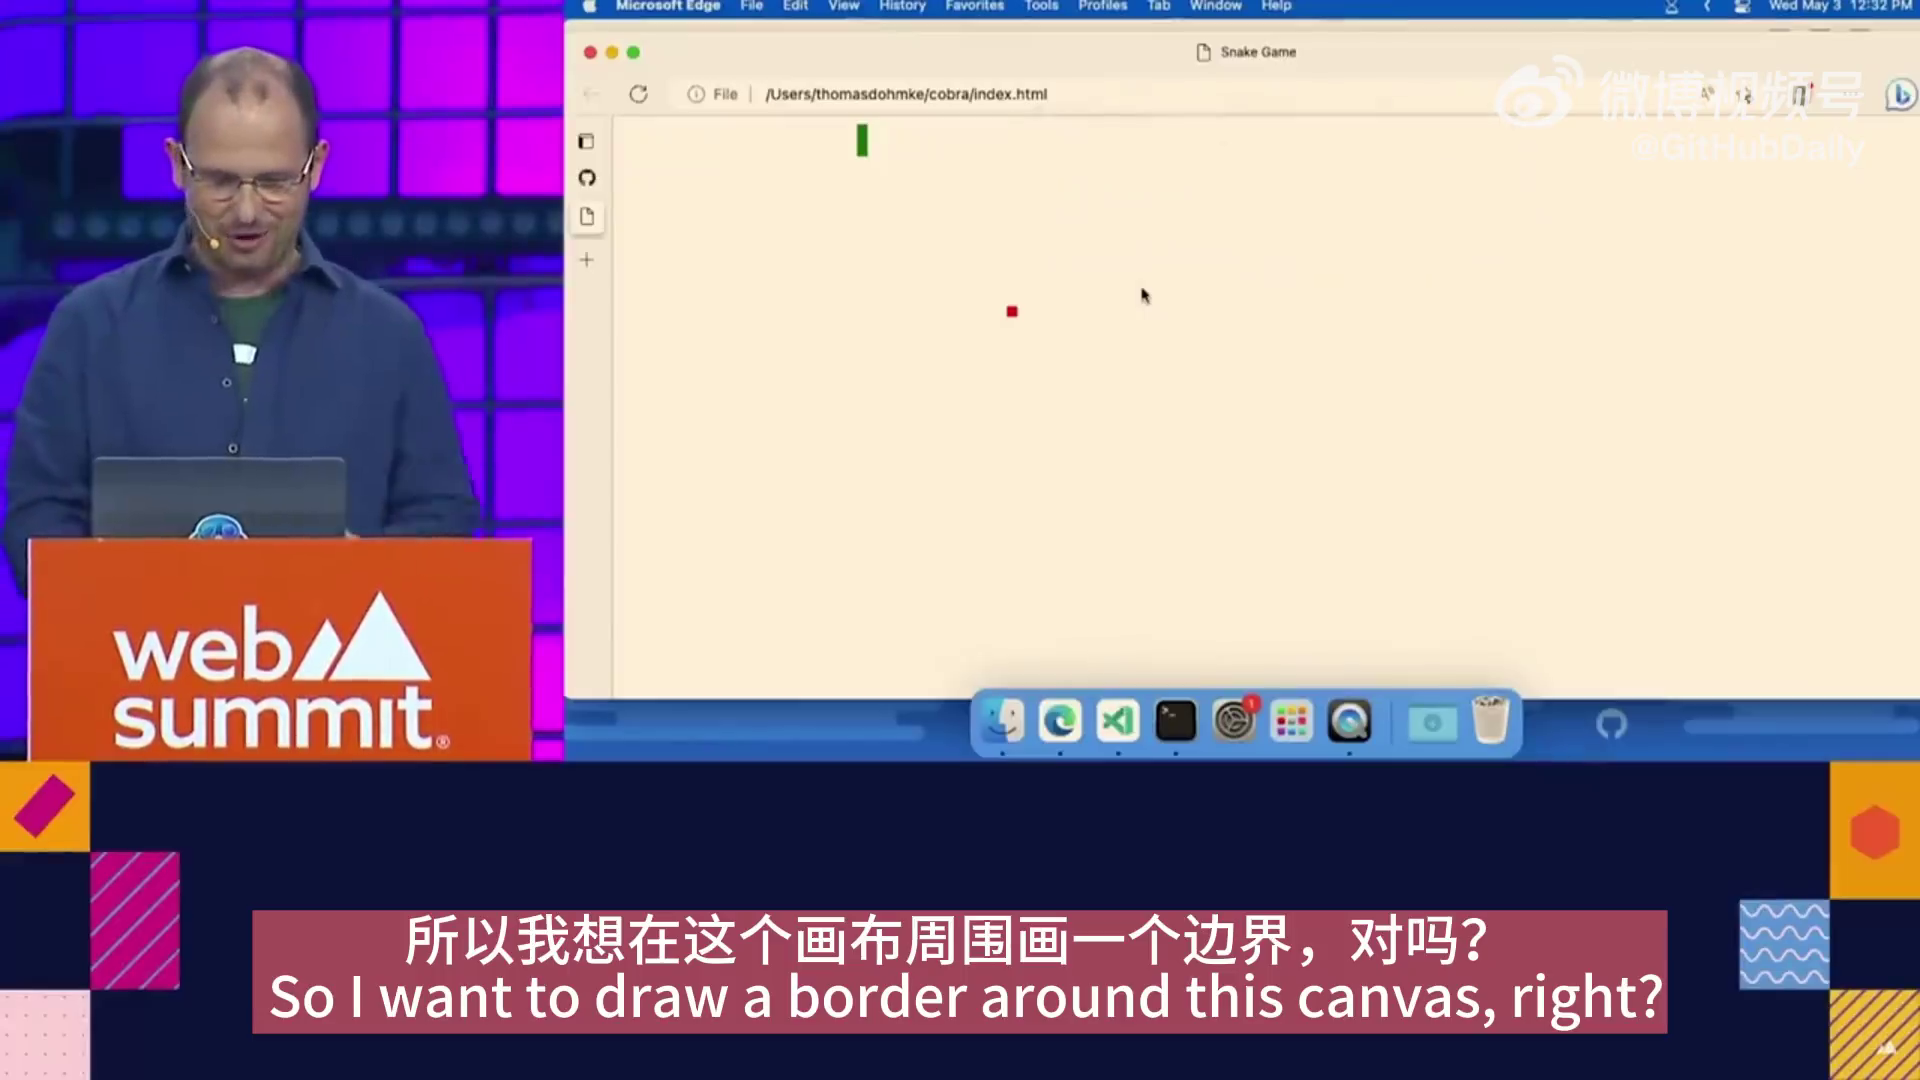 Microsoft Edge File Edit View History Favorites Tools Profiles Tab Window Help
Wed May 3 12:32 PM
Snake Game
File /Users/thomasdohmke/cobra/index.html
微博视频号
@GitHubDaily
1
web
summit®
所以我想在这个画布周围画一个边界，对吗？
So I want to draw a border around this canvas, right?